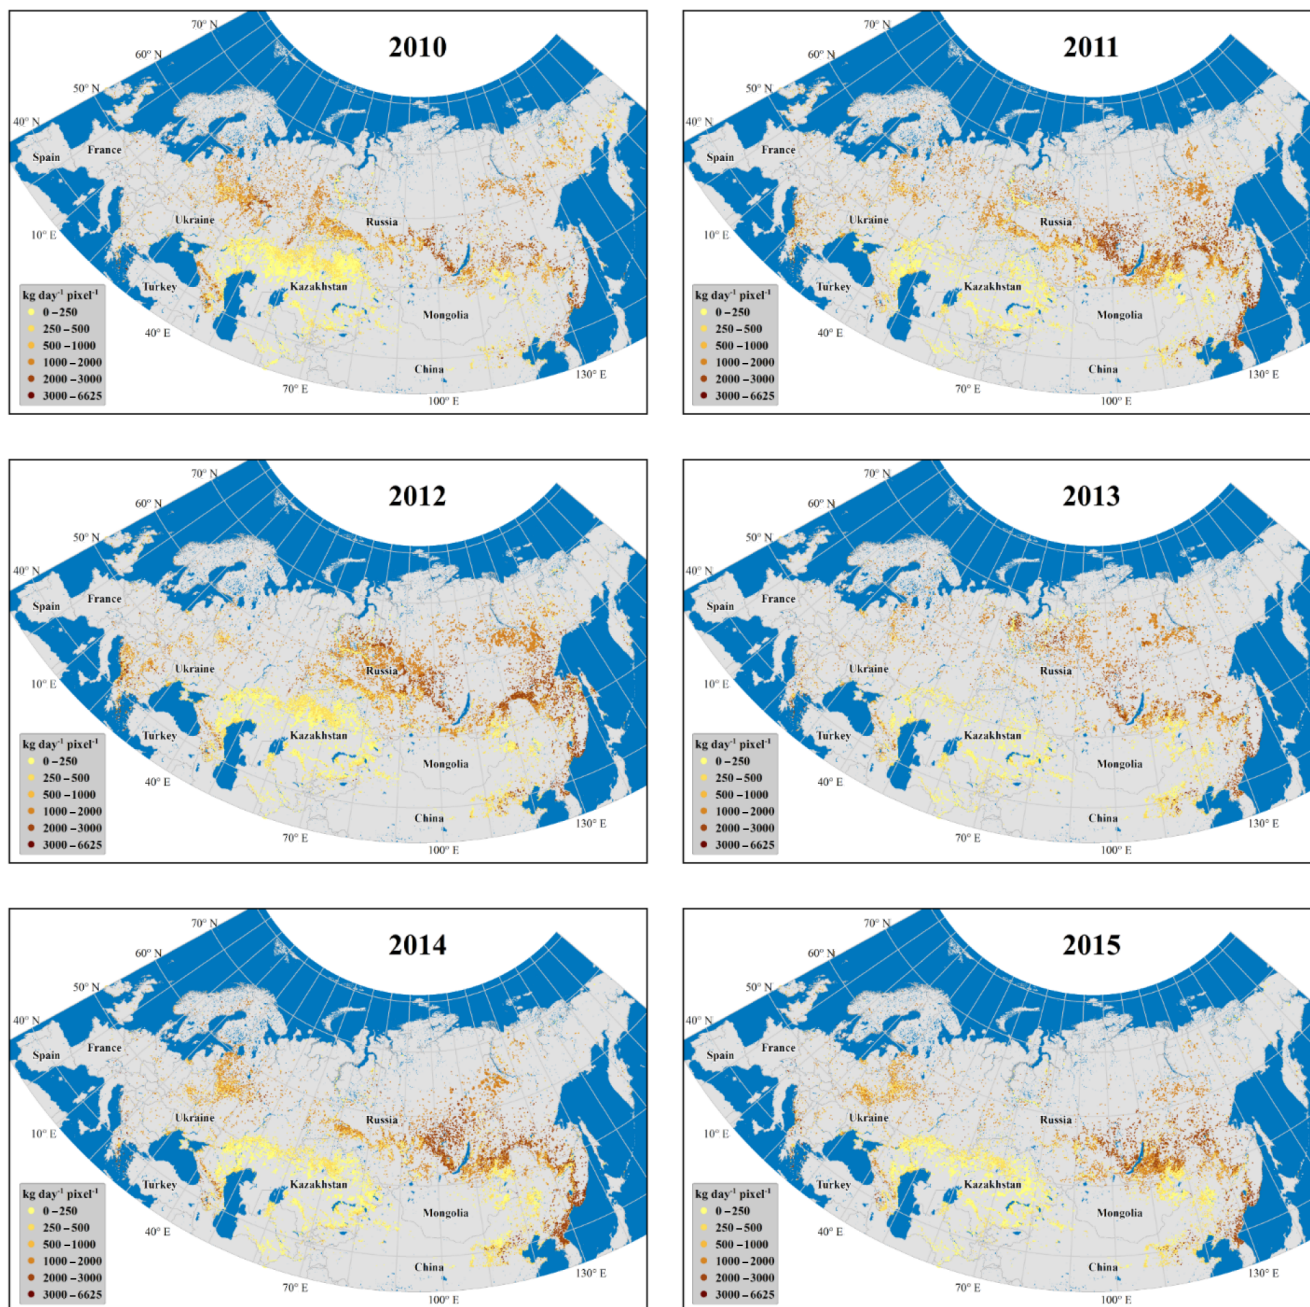 2010
70° N
60° N
50° N
40° N
Spain
France
Ukraine
Russia
10° E
Turkey
Kazakhstan
Mongolia
China
40° E
70° E
100° E
130° E
kg day⁻¹ pixel⁻¹
0–250
250–500
500–1000
1000–2000
2000–3000
3000–6625
2011
70° N
60° N
50° N
40° N
Spain
France
Ukraine
Russia
10° E
Turkey
Kazakhstan
Mongolia
China
40° E
70° E
100° E
130° E
kg day⁻¹ pixel⁻¹
0–250
250–500
500–1000
1000–2000
2000–3000
3000–6625
2012
70° N
60° N
50° N
40° N
Spain
France
Ukraine
Russia
10° E
Turkey
Kazakhstan
Mongolia
China
40° E
70° E
100° E
130° E
kg day⁻¹ pixel⁻¹
0–250
250–500
500–1000
1000–2000
2000–3000
3000–6625
2013
70° N
60° N
50° N
40° N
Spain
France
Ukraine
Russia
10° E
Turkey
Kazakhstan
Mongolia
China
40° E
70° E
100° E
130° E
kg day⁻¹ pixel⁻¹
0–250
250–500
500–1000
1000–2000
2000–3000
3000–6625
2014
70° N
60° N
50° N
40° N
Spain
France
Ukraine
Russia
10° E
Turkey
Kazakhstan
Mongolia
China
40° E
70° E
100° E
130° E
kg day⁻¹ pixel⁻¹
0–250
250–500
500–1000
1000–2000
2000–3000
3000–6625
2015
70° N
60° N
50° N
40° N
Spain
France
Ukraine
Russia
10° E
Turkey
Kazakhstan
Mongolia
China
40° E
70° E
100° E
130° E
kg day⁻¹ pixel⁻¹
0–250
250–500
500–1000
1000–2000
2000–3000
3000–6625